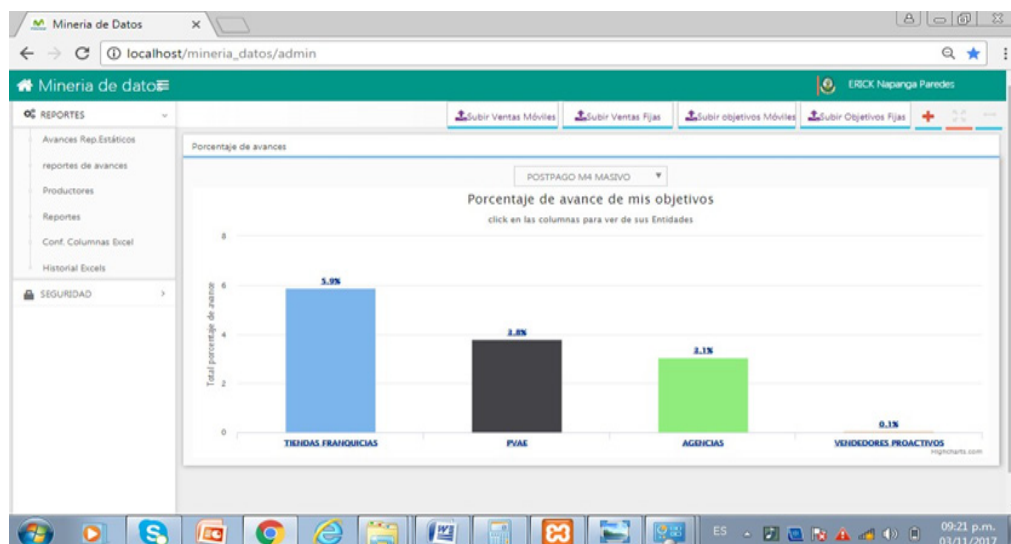 Mineria de Datos
localhost/mineria_datos/admin
Mineria de datos
ERICK Napanga Paredes
REPORTES
Subir Ventas Móviles
Subir Ventas Fijas
Subir objetivos Móviles
Subir Objetivos Fijas
Avances Rep.Estáticos
reportes de avances
Productores
Reportes
Conf. Columnas Excel
Historial Excels
SEGURIDAD
Porcentaje de avances
POSTPAGO M4 MASIVO
Porcentaje de avance de mis objetivos
click en las columnas para ver de sus Entidades
Total porcentaje de avance
8
6
4
2
0
5.9%
3.8%
3.1%
0.1%
TIENDAS FRANQUICIAS
PVAE
AGENCIAS
VENDEDORES PROACTIVOS
Highcharts.com
ES
09:21 p.m.
03/11/2017